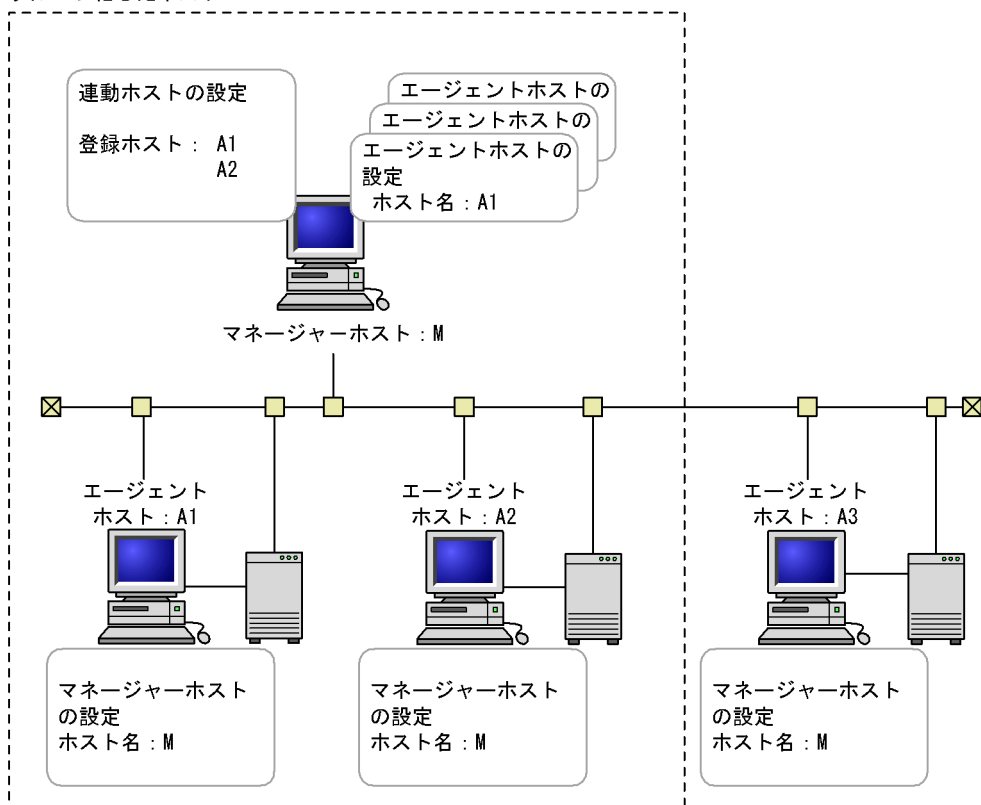 連動ホストの設定
登録ホスト： A1
A2
エージェントホストの
エージェントホストの
エージェントホストの
設定
ホスト名：A1
マネージャーホスト：M
エージェント
ホスト：A1
エージェント
ホスト：A2
エージェント
ホスト：A3
マネージャーホスト
の設定
ホスト名：M
マネージャーホスト
の設定
ホスト名：M
マネージャーホスト
の設定
ホスト名：M